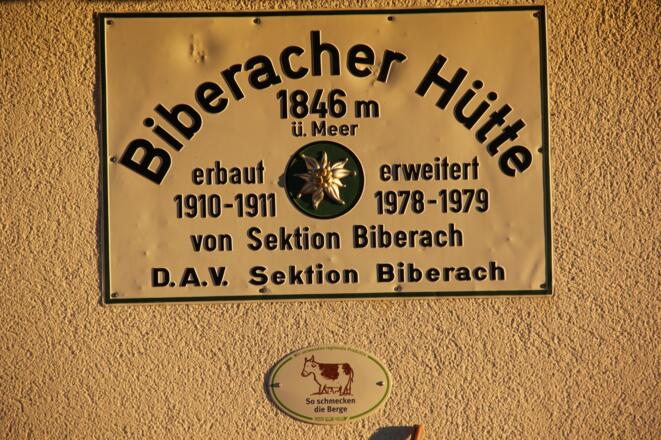 Biberacher Hütte
1846 m
ü. Meer
erbaut erweitert
1910-1911 1978-1979
von Sektion Biberach
D.A.V. Sektion Biberach
So schmecken
die Berge